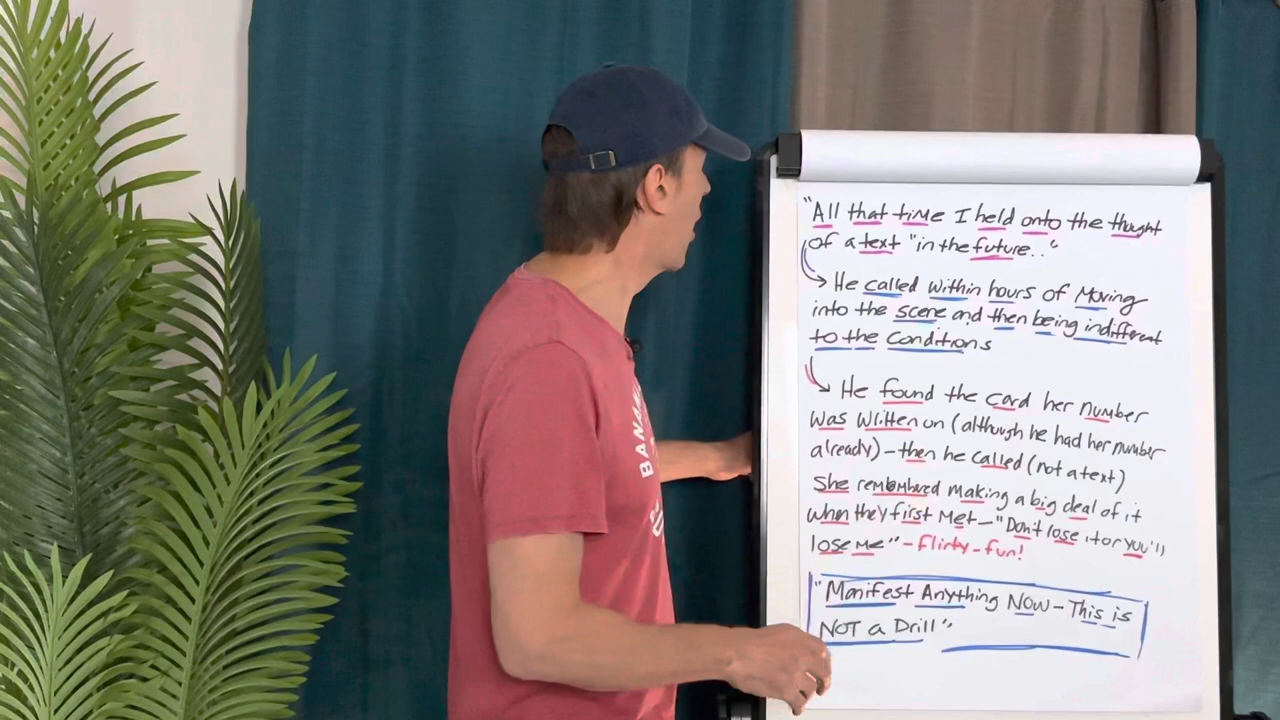 "All that time I held onto the thought
of a text "in the future.."
He called within hours of Moving
into the scene and then being indifferent
to the Conditions
He found the card her number
was written on (although he had her number
already) - then he called (not a text)
She remembered making a big deal of it
when they first Met - "Don't lose it or you'll
lose me" - flirty - fun!
"Manifest Anything Now - This is
NOT a Drill"